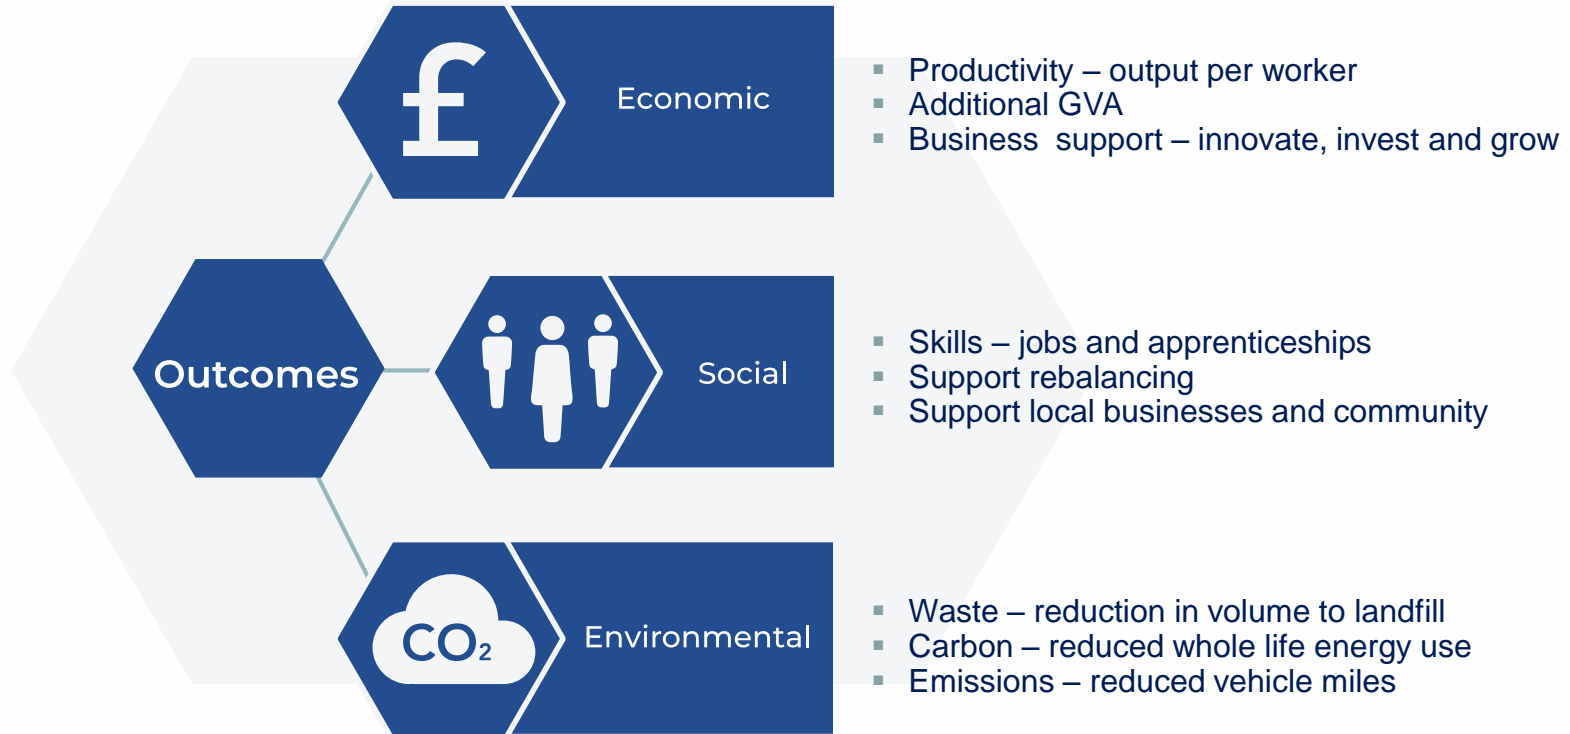 £
Economic
▪ Productivity – output per worker
▪ Additional GVA
▪ Business  support – innovate, invest and grow
Outcomes
Social
▪ Skills – jobs and apprenticeships
▪ Support rebalancing
▪ Support local businesses and community
CO₂
Environmental
▪ Waste – reduction in volume to landfill
▪ Carbon – reduced whole life energy use
▪ Emissions – reduced vehicle miles